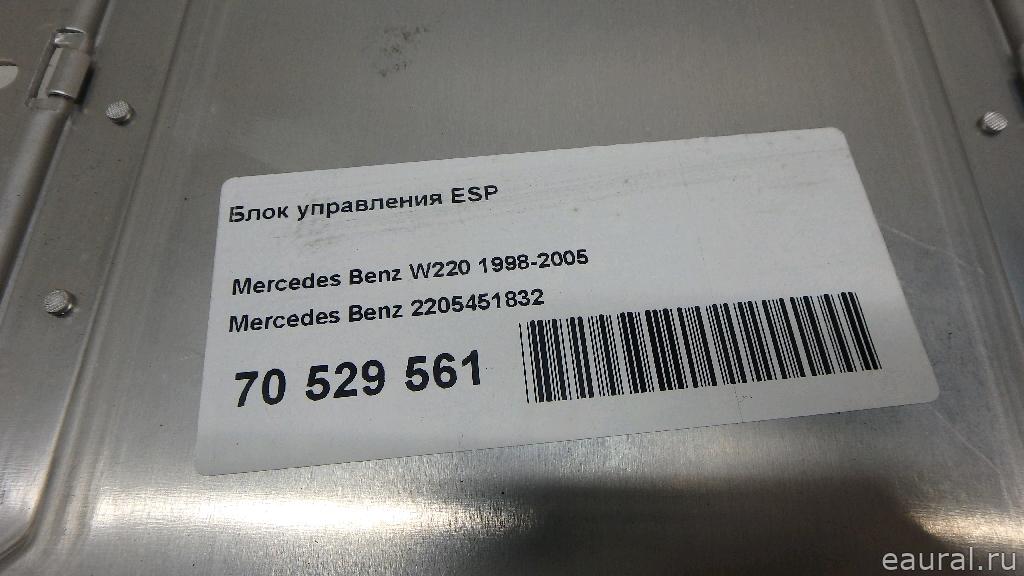 Блок управления ESP
Mercedes Benz W220 1998-2005
Mercedes Benz 2205451832
70 529 561
eaural.ru